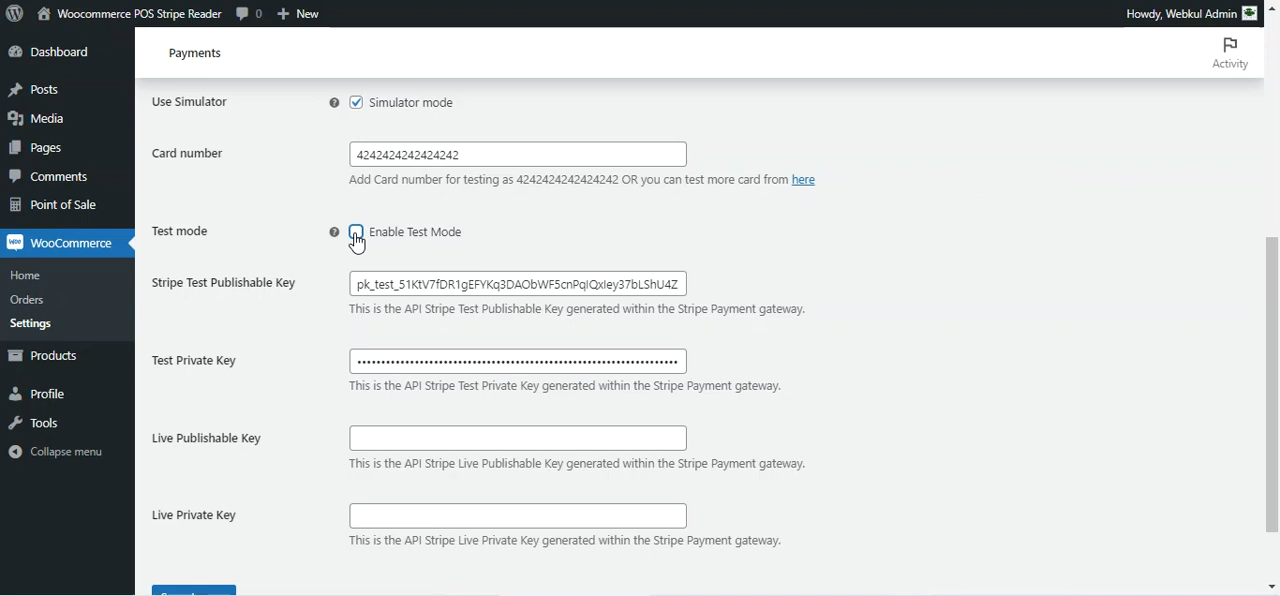 Woocommerce POS Stripe Reader 0 New Howdy, Webkul Admin
Dashboard
Posts
Media
Pages
Comments
Point of Sale
WooCommerce
Home
Orders
Settings
Products
Profile
Tools
Collapse menu
Payments
Activity
Use Simulator Simulator mode
Card number 4242424242424242
Add Card number for testing as 4242424242424242 OR you can test more card from here
Test mode Enable Test Mode
Stripe Test Publishable Key
This is the API Stripe Test Publishable Key generated within the Stripe Payment gateway.
Test Private Key
This is the API Stripe Test Private Key generated within the Stripe Payment gateway.
Live Publishable Key
This is the API Stripe Live Publishable Key generated within the Stripe Payment gateway.
Live Private Key
This is the API Stripe Live Private Key generated within the Stripe Payment gateway.